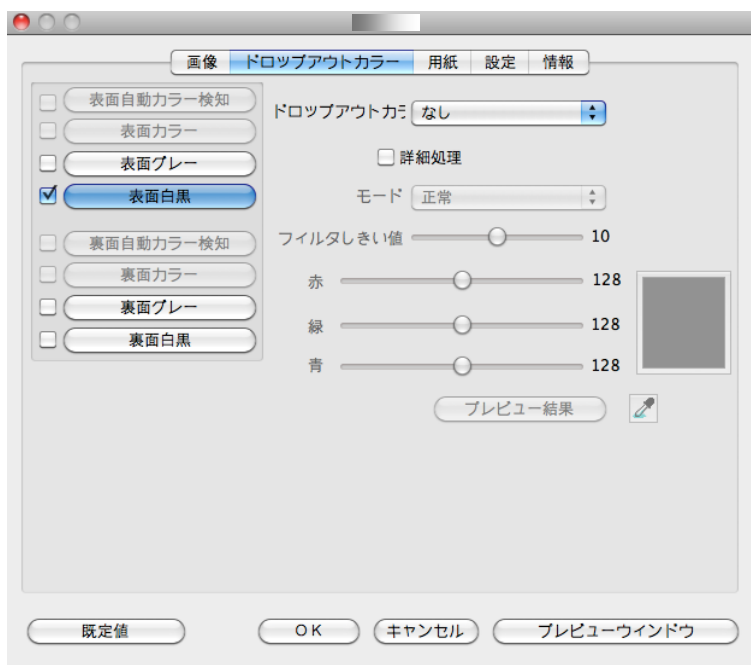 画像 ドロップアウトカラー 用紙 設定 情報
表面自動カラー検知
表面カラー
表面グレー
表面白黒
裏面自動カラー検知
裏面カラー
裏面グレー
裏面白黒
ドロップアウトカラ なし
詳細処理
モード 正常
フィルタしきい値 10
赤 128
緑 128
青 128
プレビュー結果
既定値 OK キャンセル プレビューウインドウ